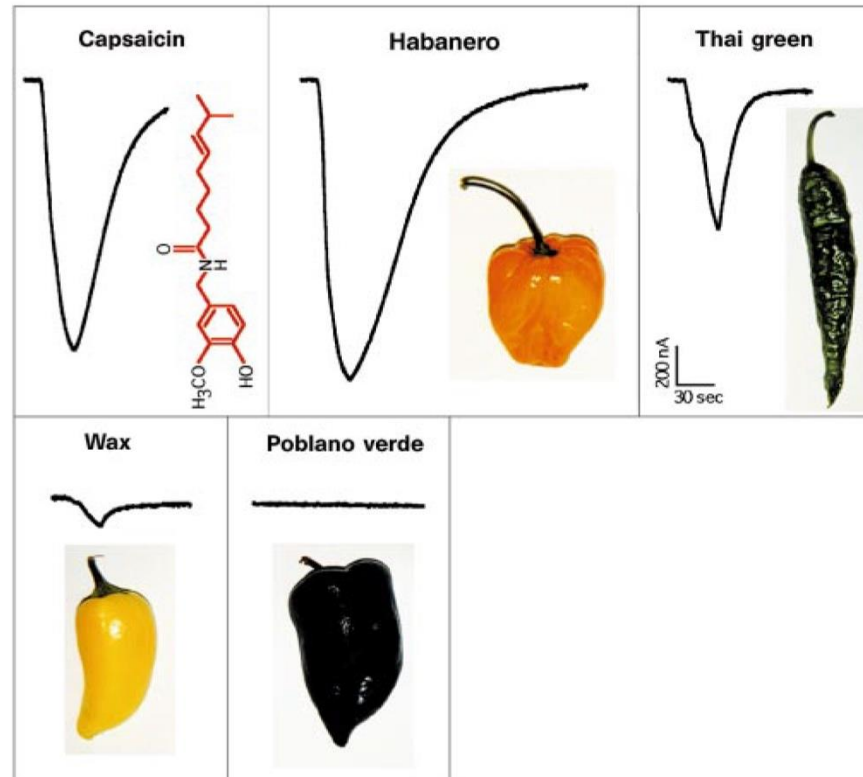 Capsaicin
Habanero
Thai green
O
N
H
H₃CO
HO
200 nA
30 sec
Wax
Poblano verde